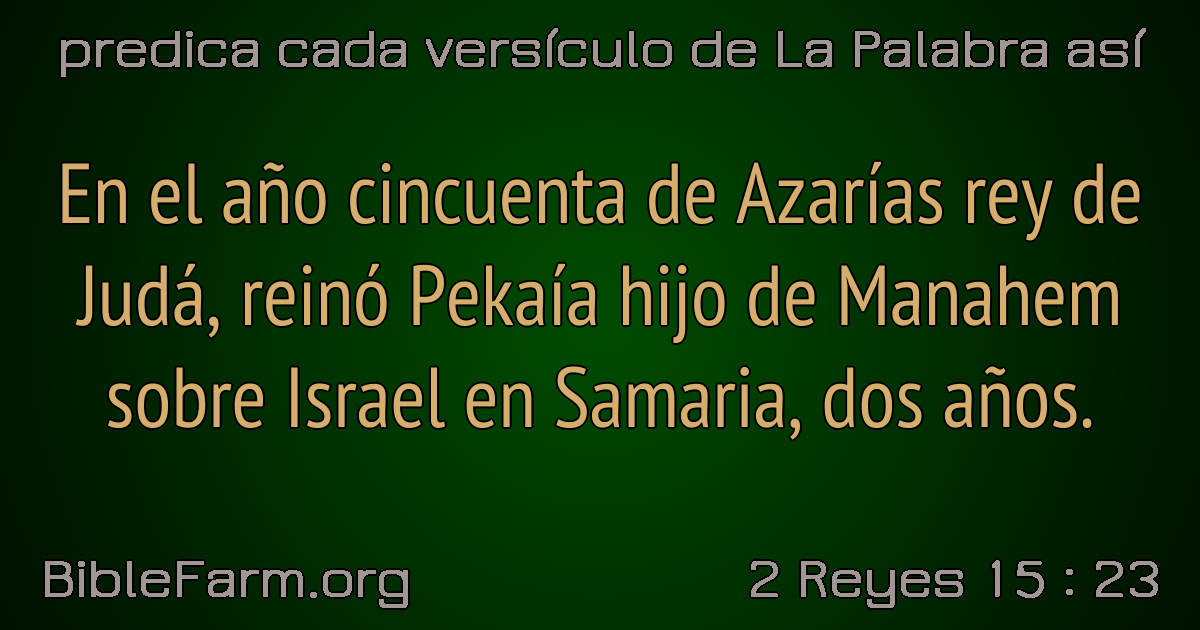 predica cada versículo de La Palabra así
En el año cincuenta de Azarías rey de
Judá, reinó Pekaía hijo de Manahem
sobre Israel en Samaria, dos años.
BibleFarm.org
2 Reyes 15 : 23